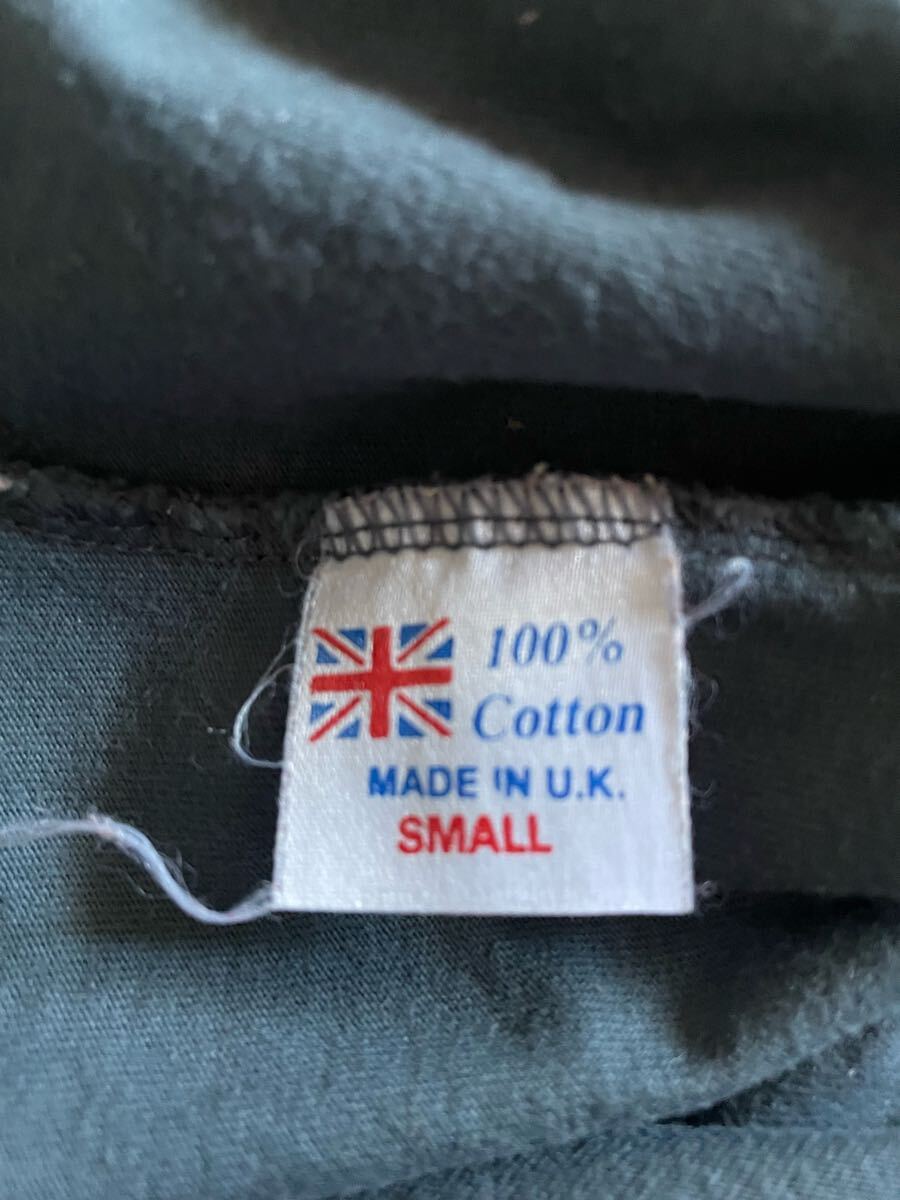 100%
Cotton
MADE IN U.K.
SMALL